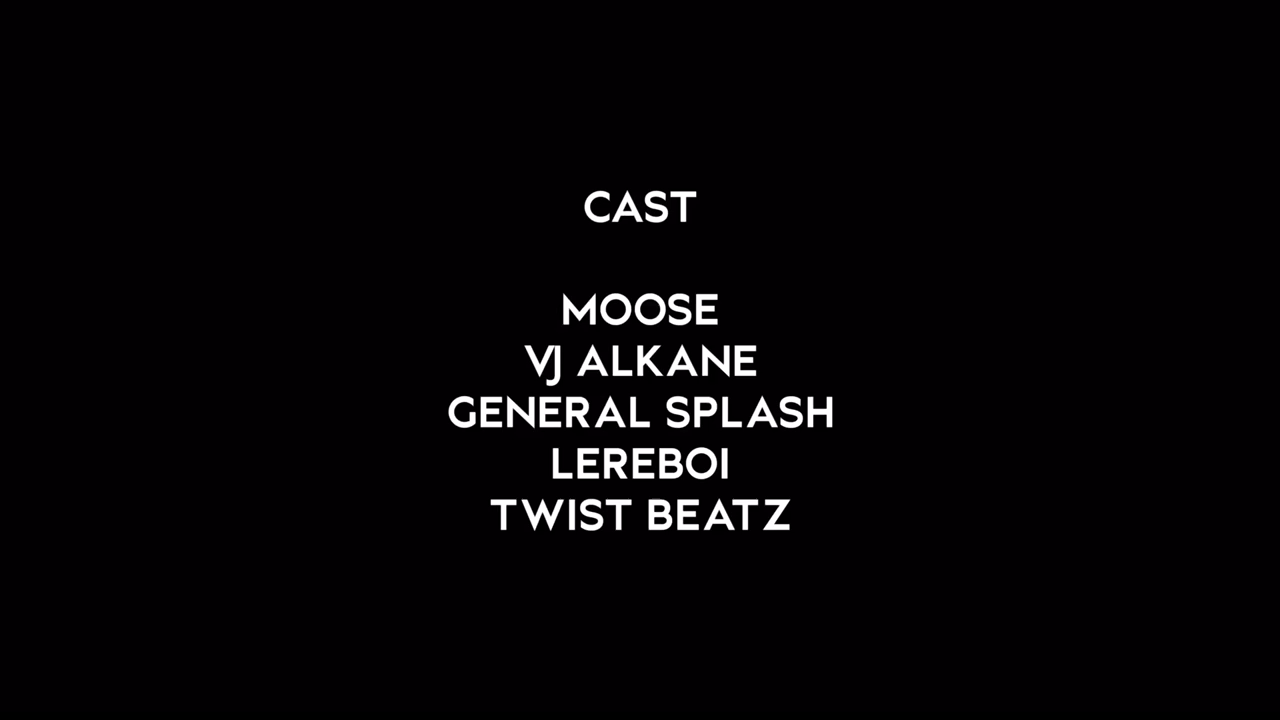 CAST
MOOSE
VJ ALKANE
GENERAL SPLASH
LEREBOI
TWIST BEATZ